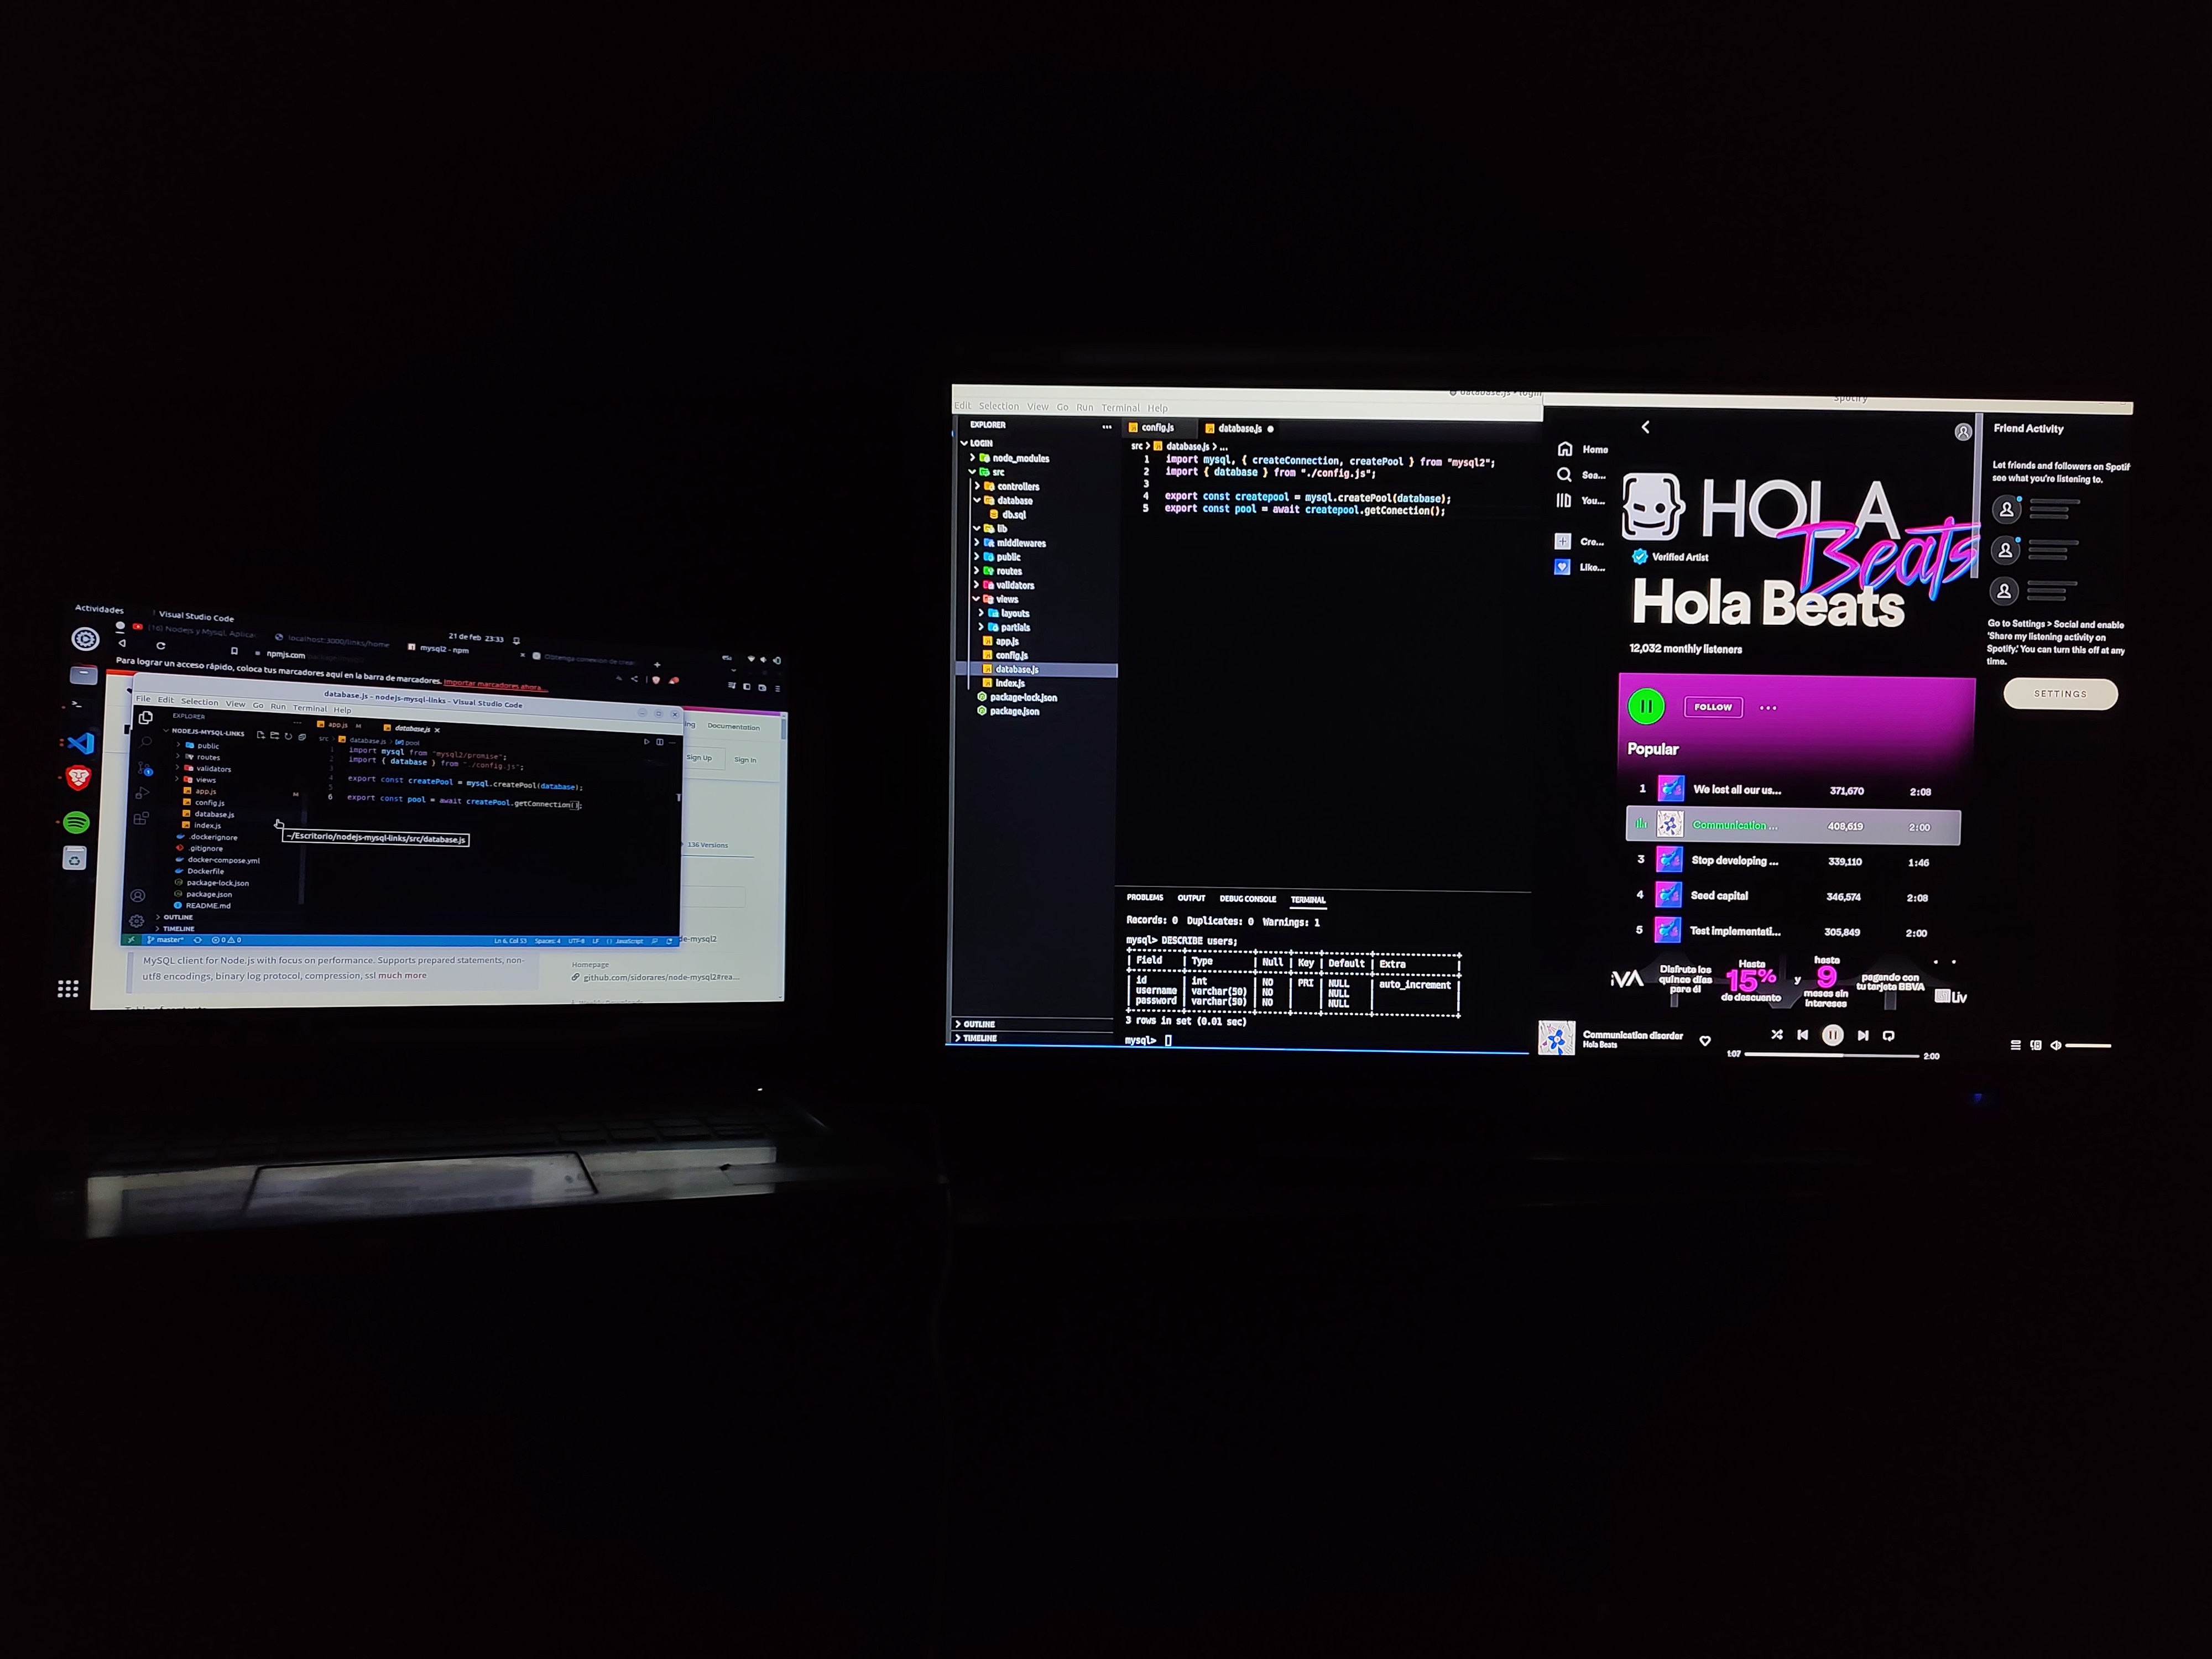 Actividades
Visual Studio Code
21 de feb 23:33
localhost:3000/links/home
mysql2 - npm
npmjs.com
Para lograr un acceso rápido, coloca tus marcadores aquí en la barra de marcadores. Importar marcadores ahora...
database.js - nodejs-mysql-links - Visual Studio Code
File Edit Selection View Go Run Terminal Help
EXPLORER
NODEJS-MYSQL-LINKS
public
routes
validators
views
app.js M
config.js
database.js
index.js
.dockerignore
.gitignore
docker-compose.yml
Dockerfile
package-lock.json
package.json
README.md
OUTLINE
TIMELINE
app.js M
database.js
src > database.js > pool
1 import mysql from "mysql2/promise";
2 import { database } from "./config.js";
3
4 export const createPool = mysql.createPool(database);
5
6 export const pool = await createPool.getConnection();
~/Escritorio/nodejs-mysql-links/src/database.js
master* 0 0
Ln 6, Col 53 Spaces: 4 UTF-8 LF {} JavaScript
Documentation
Sign Up
Sign In
136 Versions
MySQL client for Node.js with focus on performance. Supports prepared statements, non-
utf8 encodings, binary log protocol, compression, ssl much more
Homepage
github.com/sidorares/node-mysql2#rea...
Edit Selection View Go Run Terminal Help
EXPLORER
LOGIN
node_modules
src
controllers
database
db.sql
lib
middlewares
public
routes
validators
views
layouts
partials
app.js
config.js
database.js
index.js
package-lock.json
package.json
OUTLINE
TIMELINE
config.js
database.js
src > database.js > ...
1 import mysql, { createConnection, createPool } from "mysql2";
2 import { database } from "./config.js";
3
4 export const createpool = mysql.createPool(database);
5 export const pool = await createpool.getConection();
PROBLEMS OUTPUT DEBUG CONSOLE TERMINAL
Records: 0 Duplicates: 0 Warnings: 1
mysql> DESCRIBE users;
| Field | Type | Null | Key | Default | Extra |
| id | int | NO | PRI | NULL | auto_increment |
| username | varchar(50) | NO | | NULL | |
| password | varchar(50) | NO | | NULL | |
3 rows in set (0.01 sec)
mysql>
Spotify
Home
Sea...
You...
Cre...
Like...
HOLA
Beats
Verified Artist
Hola Beats
12,032 monthly listeners
FOLLOW
Popular
1 We lost all our us... 371,670 2:08
Communication ... 408,619 2:00
3 Stop developing ... 339,110 1:46
4 Seed capital 346,574 2:08
5 Test implementati... 305,849 2:00
¡VA
Disfruta las
quince días
para él
Hasta
15%
de descuento
y
hasta
9
meses sin
intereses
pagando con
tu tarjeta BBVA
Liv
Communication disorder
Hola Beats
1:07
2:00
Friend Activity
Let friends and followers on Spotif
see what you're listening to.
Go to Settings > Social and enable
'Share my listening activity on
Spotify.' You can turn this off at any
time.
SETTINGS